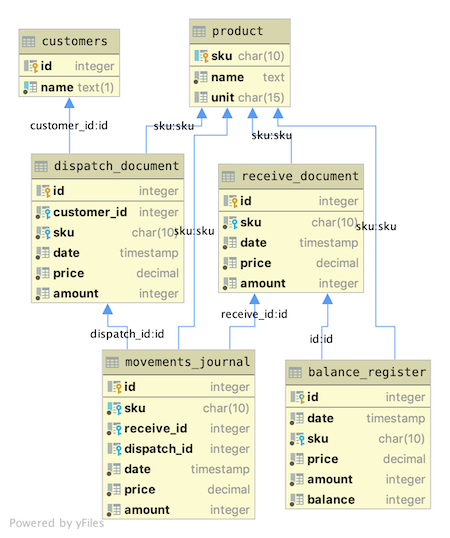 customers
id integer
name text(1)
product
sku char(10)
name text
unit char(15)
customer_id:id
sku:sku
sku:sku
dispatch_document
id integer
customer_id integer
sku char(10)
date timestamp
price decimal
amount integer
receive_document
id integer
sku char(10)
date timestamp
price decimal
amount integer
sku:sku
sku:sku
dispatch_id:id
receive_id:id
id:id
movements_journal
id integer
sku char(10)
receive_id integer
dispatch_id integer
date timestamp
price decimal
amount integer
balance_register
id integer
date timestamp
sku char(10)
price decimal
amount integer
balance integer
Powered by yFiles